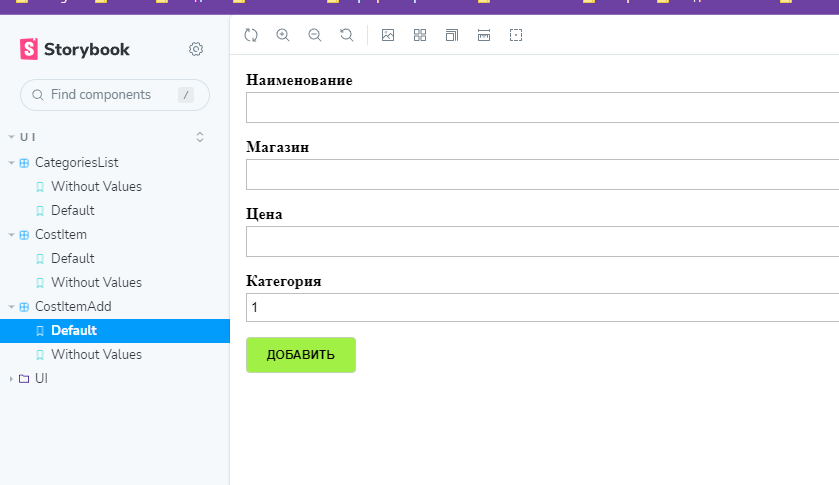 Storybook
Find components
/
UI
CategoriesList
Without Values
Default
CostItem
Default
Without Values
CostItemAdd
Default
Without Values
UI
Наименование
Магазин
Цена
Категория
1
ДОБАВИТЬ